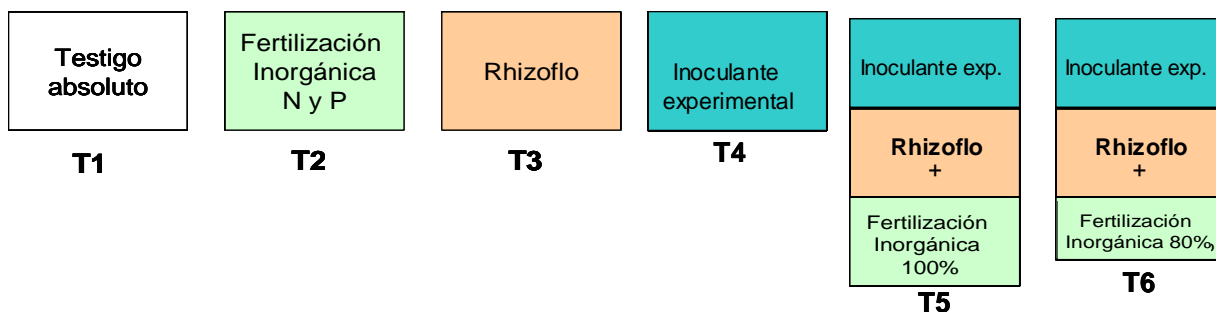 Testigo
absoluto
T1
Fertilización
Inorgánica
N y P
T2
Rhizoflo
T3
Inoculante
experimental
T4
Inoculante exp.
Rhizoflo
+
Fertilización
Inorgánica
100%
T5
Inoculante exp.
Rhizoflo
+
Fertilización
Inorgánica 80%,
T6